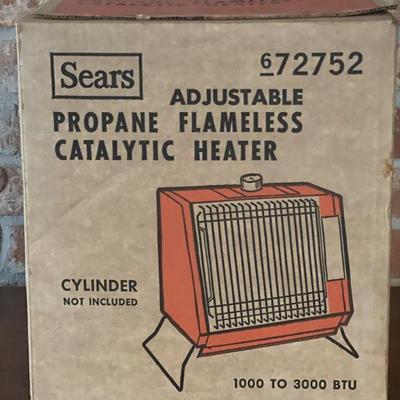 Sears
672752
ADJUSTABLE
PROPANE FLAMELESS
CATALYTIC HEATER
CYLINDER
NOT INCLUDED
1000 TO 3000 BTU